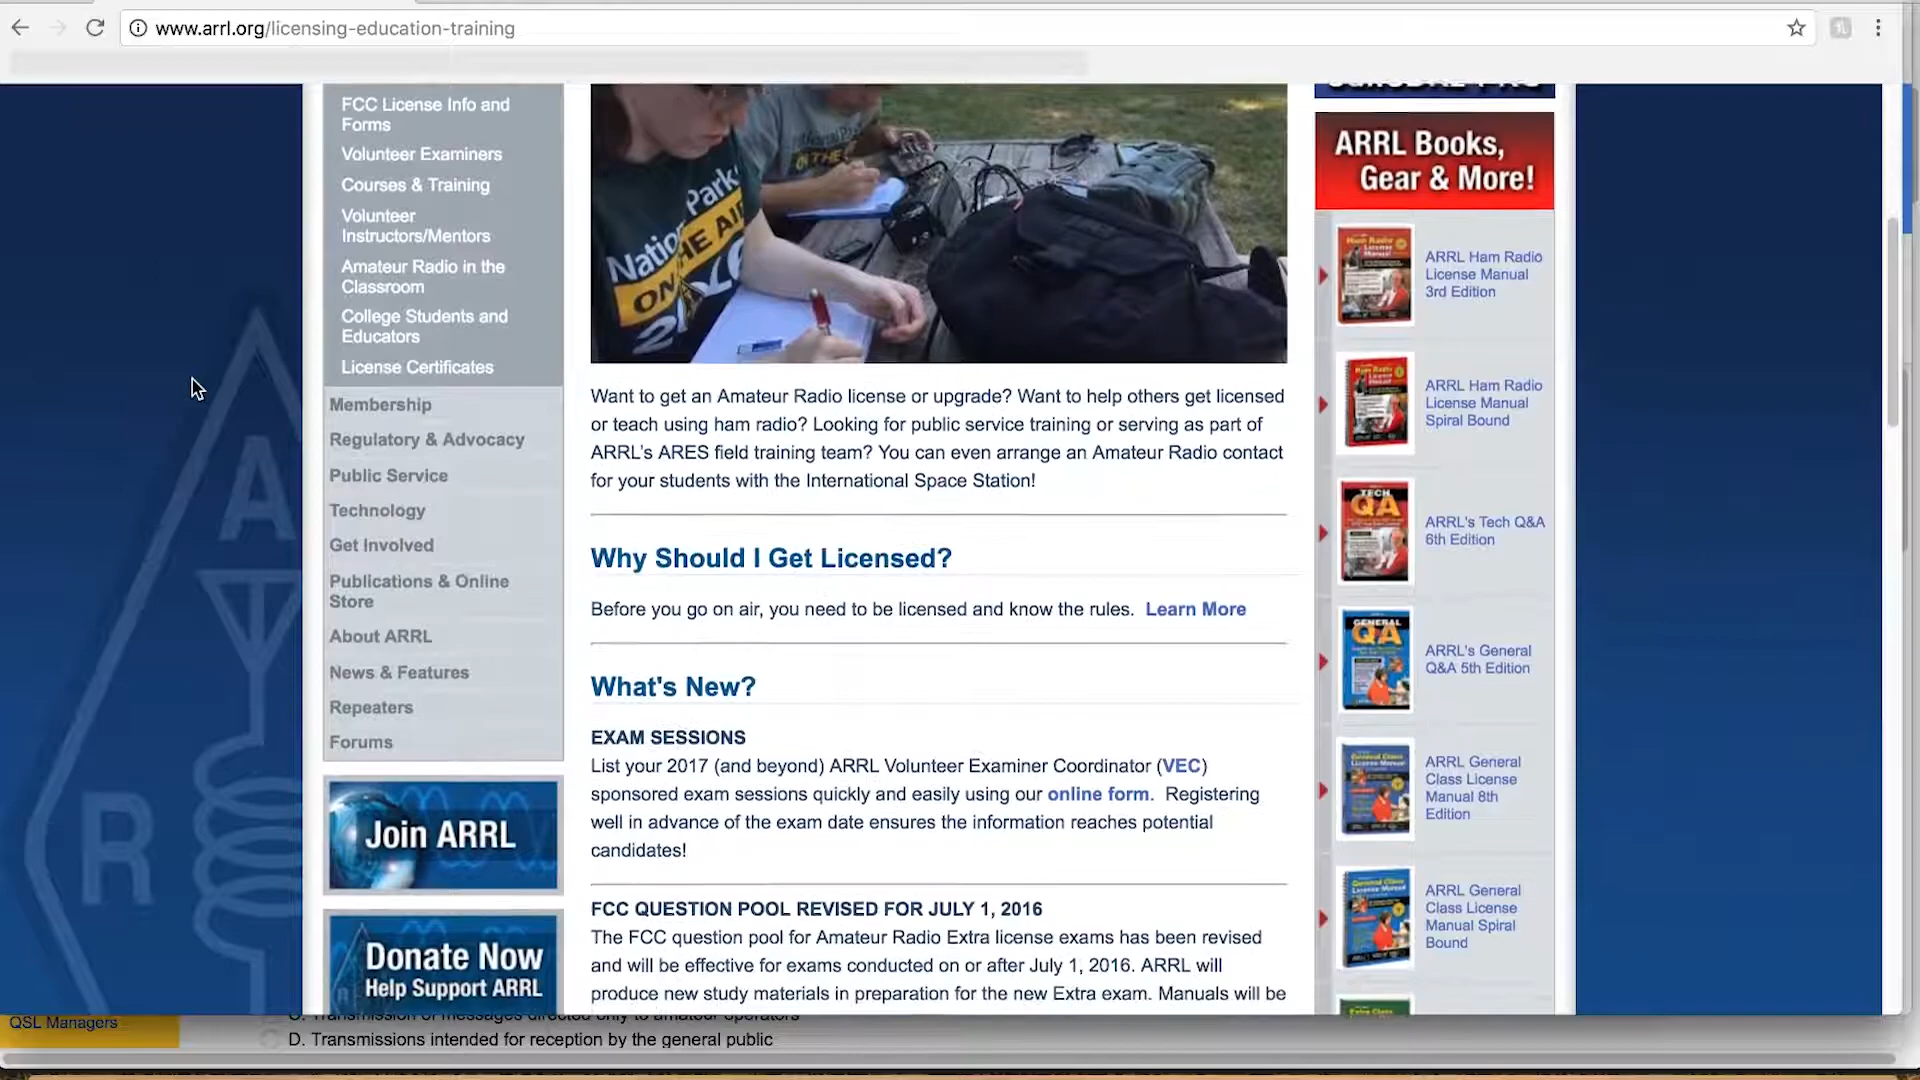 www.arrl.org/licensing-education-training
FCC License Info and
Forms
Volunteer Examiners
Courses & Training
Volunteer
Instructors/Mentors
Amateur Radio in the
Classroom
College Students and
Educators
License Certificates
Membership
Regulatory & Advocacy
Public Service
Technology
Get Involved
Publications & Online
Store
About ARRL
News & Features
Repeaters
Forums
Join ARRL
Donate Now
Help Support ARRL
Want to get an Amateur Radio license or upgrade? Want to help others get licensed
or teach using ham radio? Looking for public service training or serving as part of
ARRL's ARES field training team? You can even arrange an Amateur Radio contact
for your students with the International Space Station!
Why Should I Get Licensed?
Before you go on air, you need to be licensed and know the rules. Learn More
What's New?
EXAM SESSIONS
List your 2017 (and beyond) ARRL Volunteer Examiner Coordinator (VEC)
sponsored exam sessions quickly and easily using our online form. Registering
well in advance of the exam date ensures the information reaches potential
candidates!
FCC QUESTION POOL REVISED FOR JULY 1, 2016
The FCC question pool for Amateur Radio Extra license exams has been revised
and will be effective for exams conducted on or after July 1, 2016. ARRL will
produce new study materials in preparation for the new Extra exam. Manuals will be
ARRL Books,
Gear & More!
ARRL Ham Radio
License Manual
3rd Edition
ARRL Ham Radio
License Manual
Spiral Bound
TECH
QA
ARRL's Tech Q&A
6th Edition
GENERAL
QA
ARRL's General
Q&A 5th Edition
ARRL General
Class License
Manual 8th
Edition
ARRL General
Class License
Manual Spiral
Bound
A
R
QSL Managers
C. Transmission of messages directed only to amateur operators
D. Transmissions intended for reception by the general public